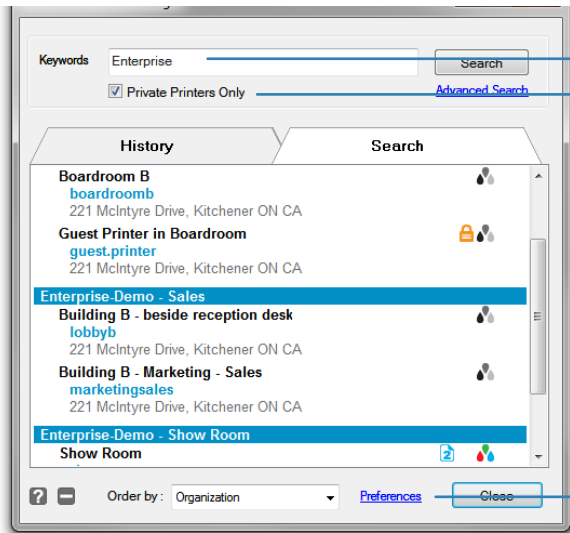 Keywords Enterprise Search
Private Printers Only Advanced Search
History Search
Boardroom B
boardroomb
221 McIntyre Drive, Kitchener ON CA
Guest Printer in Boardroom
guest.printer
221 McIntyre Drive, Kitchener ON CA
Enterprise-Demo - Sales
Building B - beside reception desk
lobbyb
221 McIntyre Drive, Kitchener ON CA
Building B - Marketing - Sales
marketingsales
221 McIntyre Drive, Kitchener ON CA
Enterprise-Demo - Show Room
Show Room 2
? Order by : Organization Preferences Close